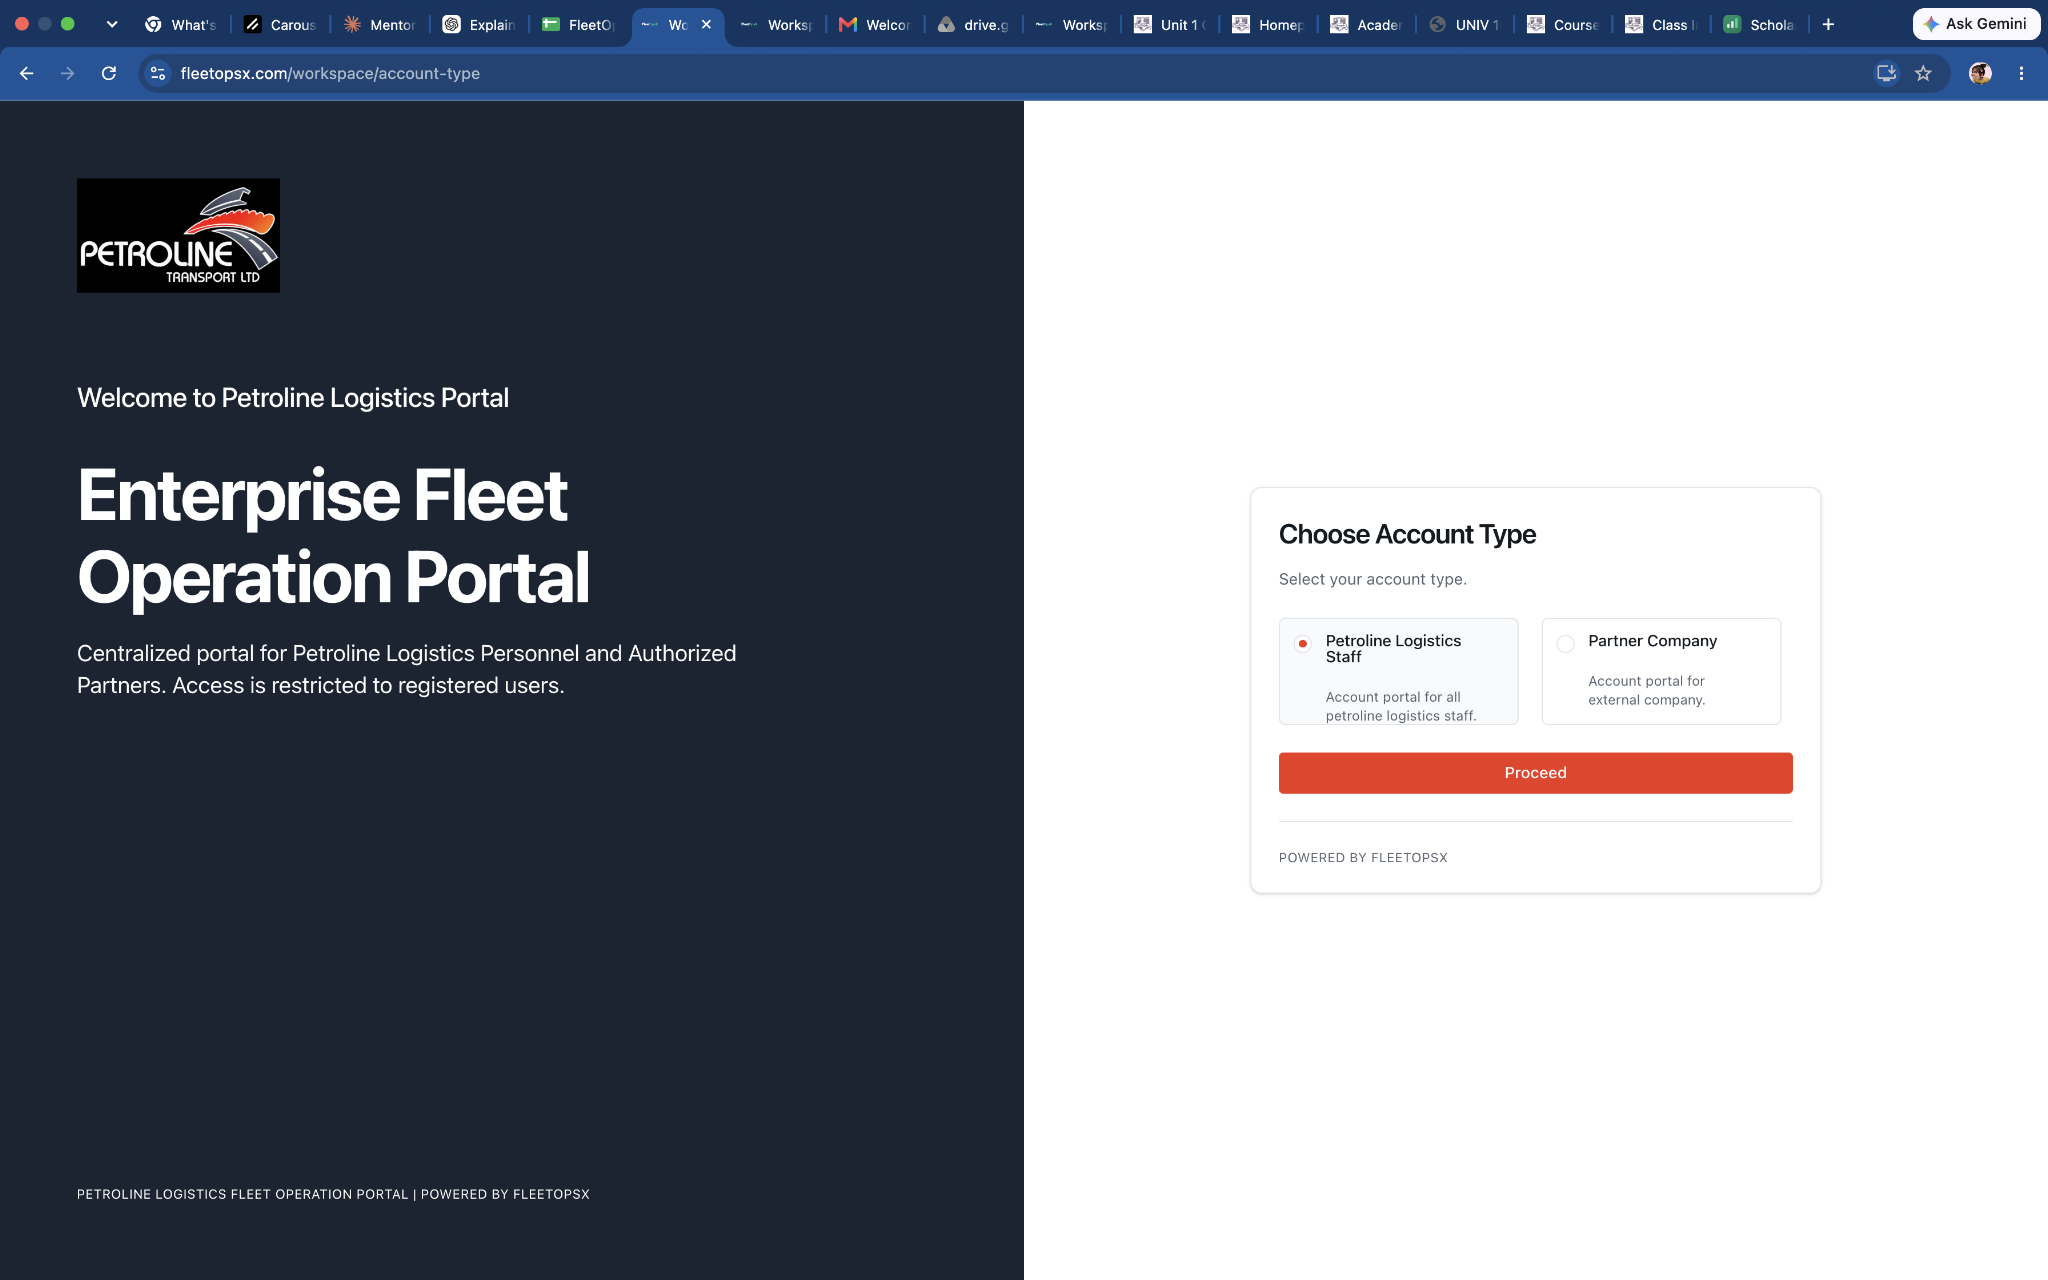 What's
Carous
Mentor
Explain
FleetO
Wo
Worksp
Welcor
drive.g
Worksp
Unit 1
Homep
Acader
UNIV 1
Course
Class I
Schola
Ask Gemini
fleetopsx.com/workspace/account-type
PETROLINE
TRANSPORT LTD
Welcome to Petroline Logistics Portal
Enterprise Fleet
Operation Portal
Centralized portal for Petroline Logistics Personnel and Authorized
Partners. Access is restricted to registered users.
PETROLINE LOGISTICS FLEET OPERATION PORTAL | POWERED BY FLEETOPSX
Choose Account Type
Select your account type.
Petroline Logistics
Staff
Account portal for all
petroline logistics staff.
Partner Company
Account portal for
external company.
Proceed
POWERED BY FLEETOPSX